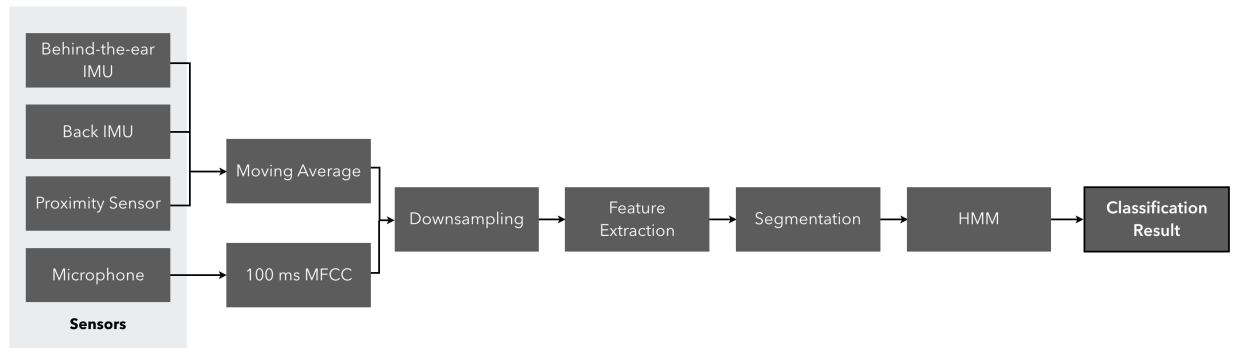 Behind-the-ear
IMU
Back IMU
Proximity Sensor
Microphone
Sensors
Moving Average
100 ms MFCC
Downsampling
Feature
Extraction
Segmentation
HMM
Classification
Result